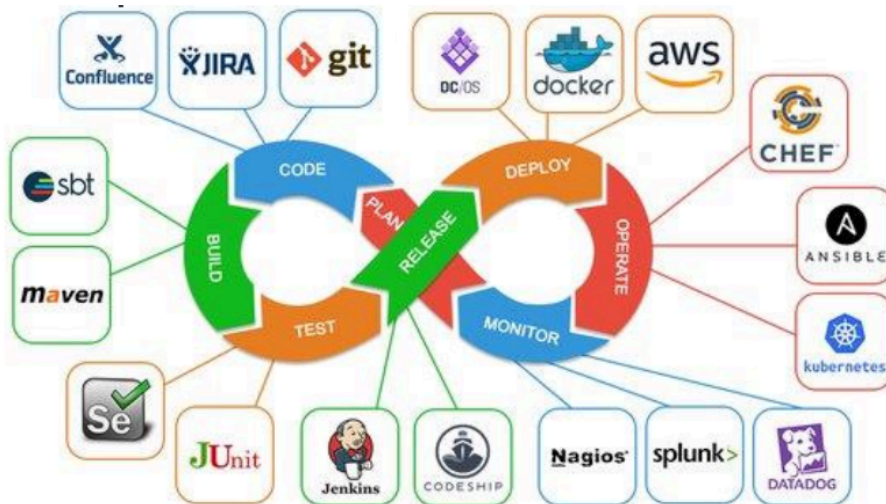 Confluence
JIRA
git
DC/OS
docker
aws
CHEF
sbt
CODE
PLAN
RELEASE
DEPLOY
OPERATE
BUILD
ANSIBLE
maven
TEST
MONITOR
kubernetes
Se
JUnit
Jenkins
CODESHIP
Nagios®
splunk>
DATADOG